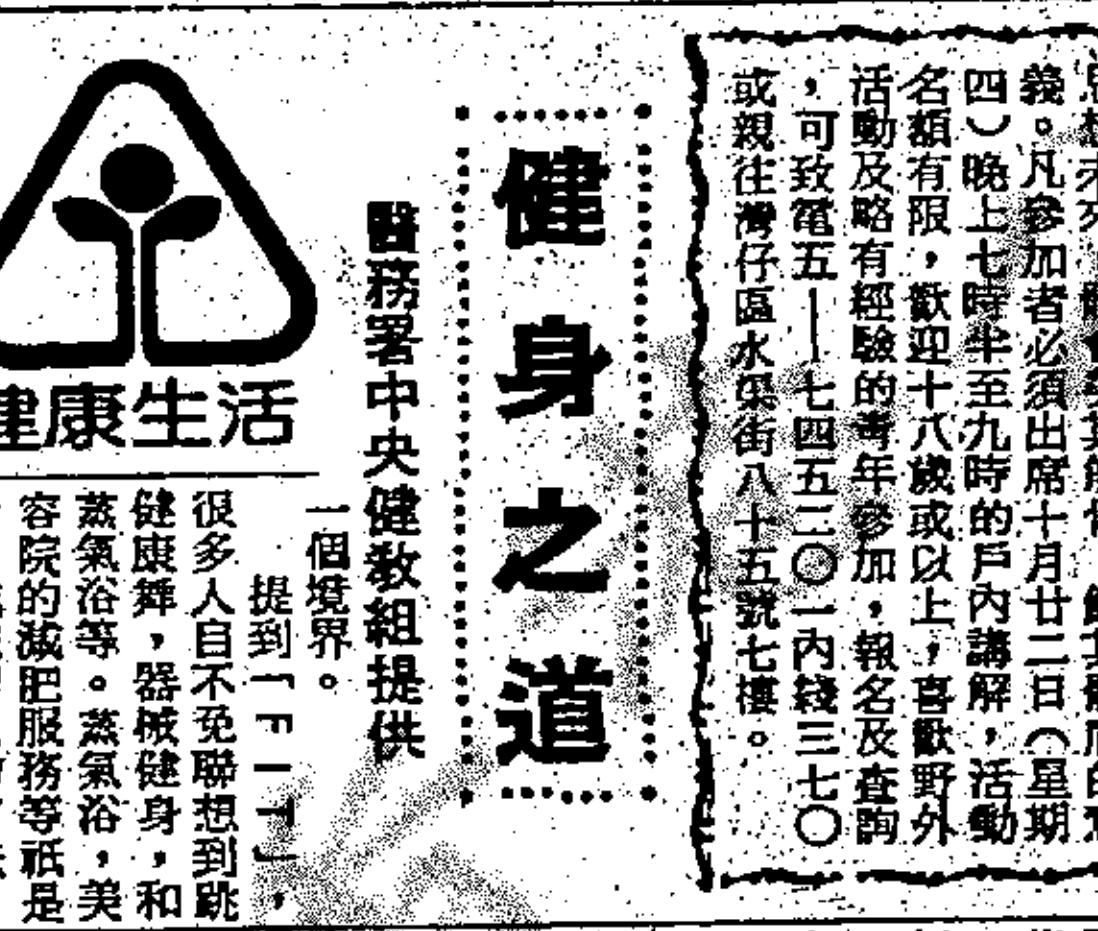 義。凡參加者必須出席十月廿二日（星期
四）晚上七時半至九時的戶內講解，活動
名額有限，歡迎十八歲或以上，喜歡野外
活動及略有經驗的青年參加，報名及查詢
，可致電五——七四五二〇一內綫三七〇
或親往灣仔區水渠街八十五號七樓。
健身之道
醫務署中央健教組提供
健康生活
一個境界。
提到「FIT」，
很多人自不免聯想到跳
健康舞，器械健身，和
蒸氣浴等。蒸氣浴，美
容院的減肥服務等祇是